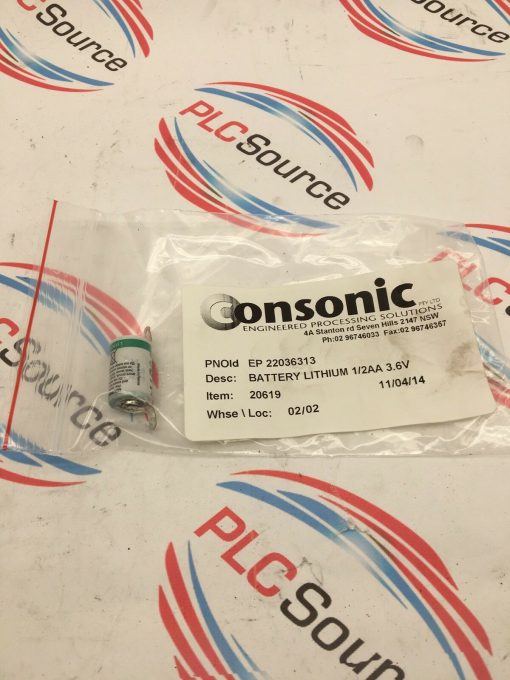 PLCSource
PLCSource
PLCSource
Consonic PTY LTD
ENGINEERED PROCESSING SOLUTIONS
4A Stanton rd Seven Hills 2147 NSW
Ph:02 96746033 Fax:02 96746367
PNOld EP 22036313
Desc: BATTERY LITHIUM 1/2AA 3.6V
11/04/14
Item: 20619
Whse \ Loc: 02/02
PLCSource
PLCSource